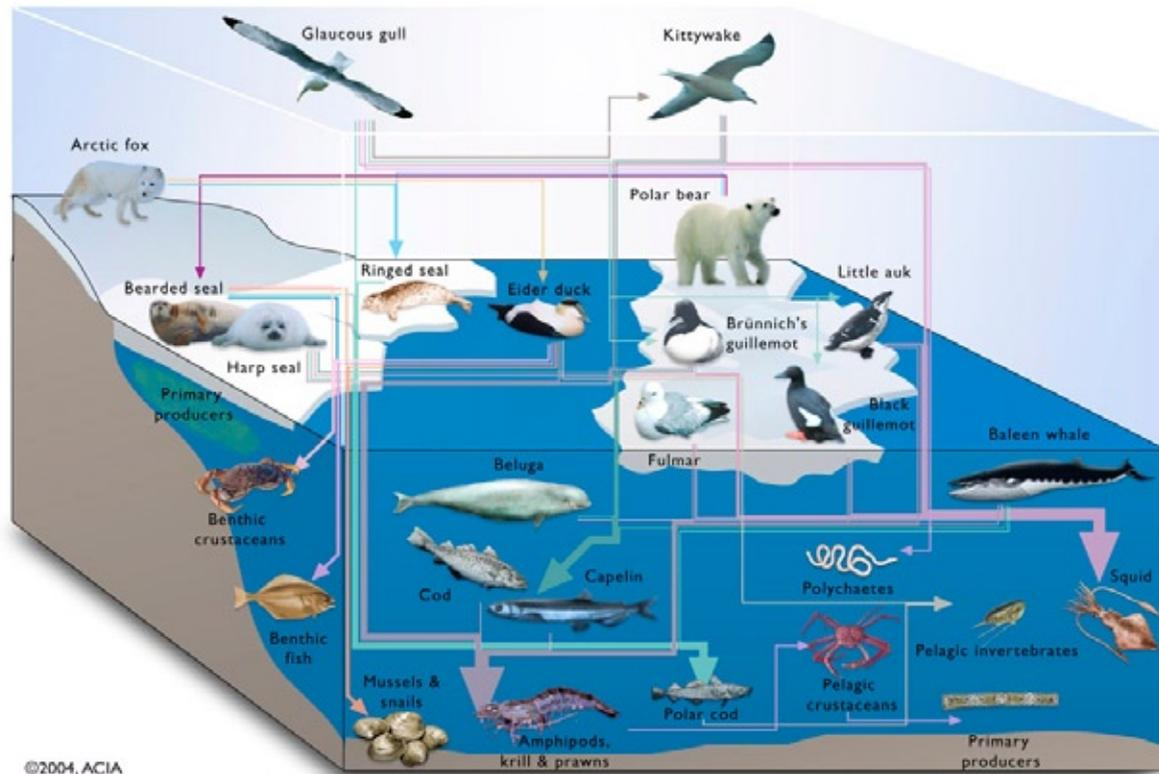 Glaucous gull
Kittywake
Arctic fox
Polar bear
Ringed seal
Little auk
Bearded seal
Eider duck
Brünnich's
guillemot
Harp seal
Primary
producers
Black
guillemot
Baleen whale
Fulmar
Beluga
Benthic
crustaceans
Polychaetes
Squid
Capelin
Cod
Benthic
fish
Pelagic invertebrates
Mussels &
snails
Pelagic
crustaceans
Polar cod
Amphipods,
krill & prawns
Primary
producers
©2004, ACIA